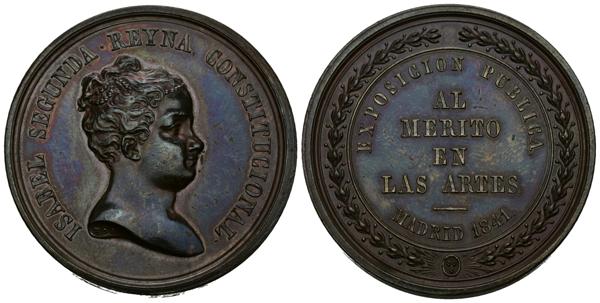 ISABEL SEGUNDA · REYNA CONSTITUCIONAL.
EXPOSICION PUBLICA
AL
MERITO
EN
LAS ARTES
MADRID 1841